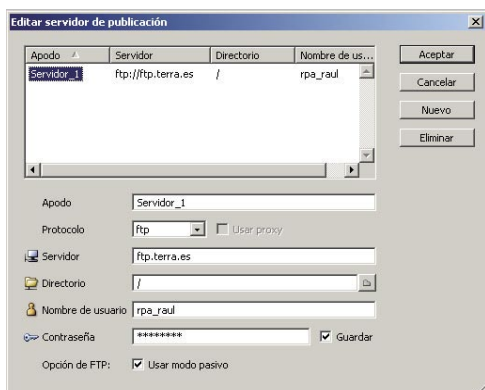 Editar servidor de publicación
Apodo Servidor Directorio Nombre de us...
Servidor_1 ftp://ftp.terra.es / rpa_raul
Aceptar
Cancelar
Nuevo
Eliminar
Apodo Servidor_1
Protocolo ftp Usar proxy
Servidor ftp.terra.es
Directorio /
Nombre de usuario rpa_raul
Contraseña ******** Guardar
Opción de FTP: Usar modo pasivo